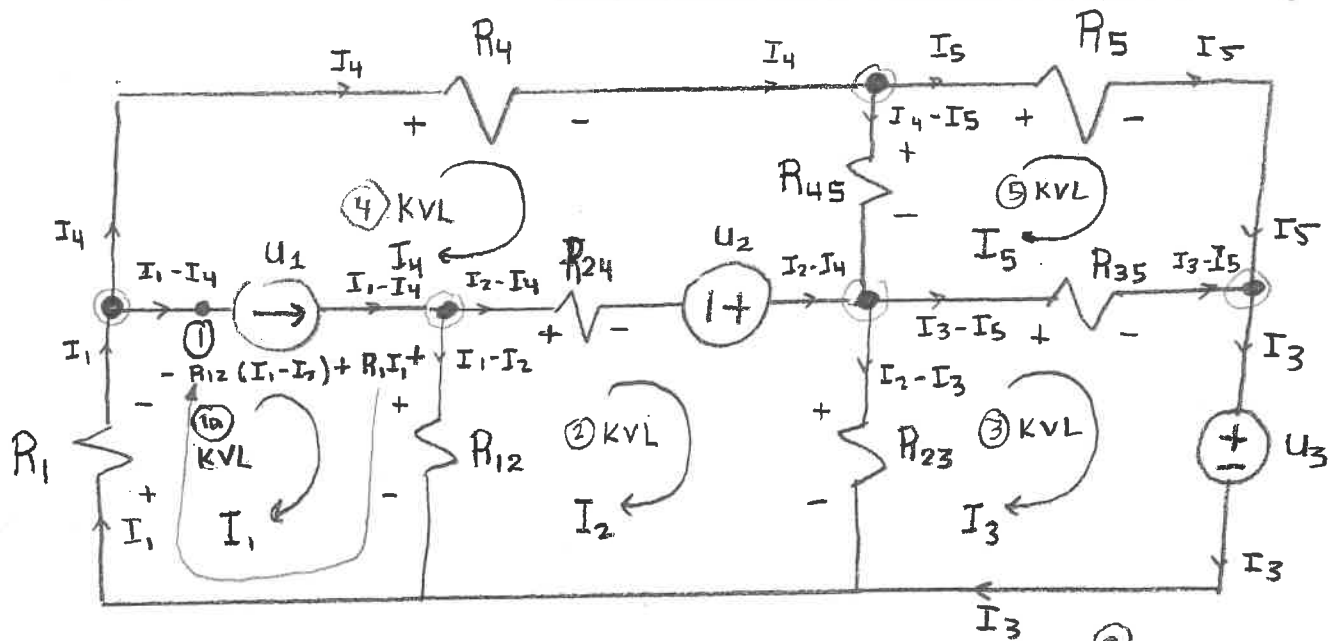 R4
I4
I4
I5
R5
I5
+ -
I4-I5
+ -
R45
+
-
④ KVL
I4
⑤ KVL
I5
I4
I1-I4
U1
I1-I4
I2-I4
R24
U2
I2-I4
R35
I3-I5
I5
→
+ -
| +
I3-I5
+ -
①
I1
- R12 (I1-I2) + R1I1 +
I1-I2
I2-I3
I3
-
1a
KVL
+
② KVL
+
③ KVL
R1
R12
R23
+
-
U3
+
-
-
I1
I1
I2
I3
I3
I3